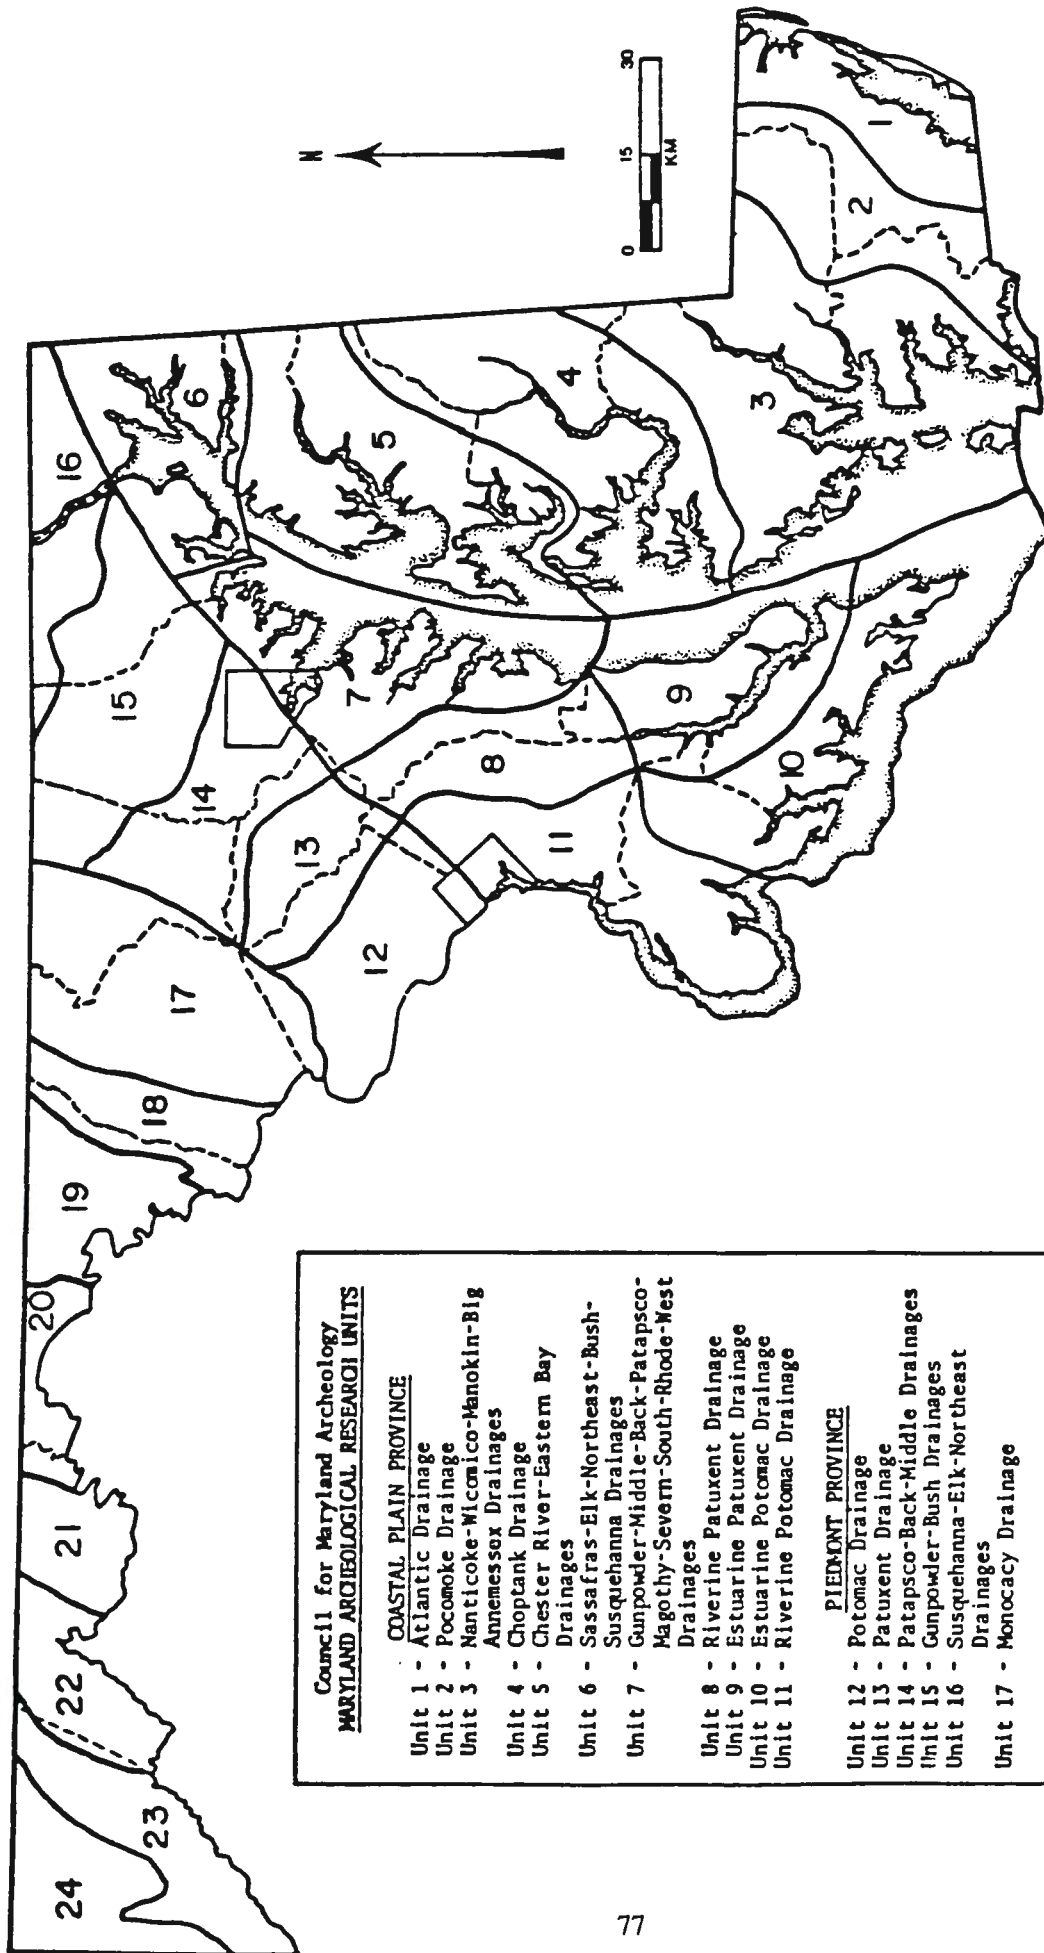 24
23
22
21
20
19
18
17
16
15
14
13
12
11
10
9
8
7
6
5
4
3
2
1
N
0 15 30
KM
Council for Maryland Archeology
MARYLAND ARCHEOLOGICAL RESEARCH UNITS
COASTAL PLAIN PROVINCE
Unit 1 - Atlantic Drainage
Unit 2 - Pocomoke Drainage
Unit 3 - Nanticoke-Wicomico-Manokin-Big
Annemessex Drainages
Unit 4 - Choptank Drainage
Unit 5 - Chester River-Eastern Bay
Drainages
Unit 6 - Sassafras-Elk-Northeast-Bush-
Susquehanna Drainages
Unit 7 - Gunpowder-Middle-Back-Patapsco-
Magothy-Severn-South-Rhode-West
Drainages
Unit 8 - Riverine Patuxent Drainage
Unit 9 - Estuarine Patuxent Drainage
Unit 10 - Estuarine Potomac Drainage
Unit 11 - Riverine Potomac Drainage
PIEDMONT PROVINCE
Unit 12 - Potomac Drainage
Unit 13 - Patuxent Drainage
Unit 14 - Patapsco-Back-Middle Drainages
Unit 15 - Gunpowder-Bush Drainages
Unit 16 - Susquehanna-Elk-Northeast
Drainages
Unit 17 - Monocacy Drainage
77